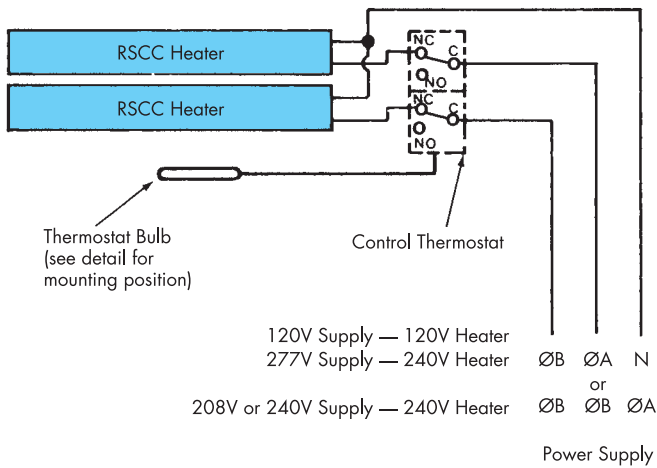 RSCC Heater
NC
C
NO
RSCC Heater
NC
C
NO
Thermostat Bulb
(see detail for
mounting position)
Control Thermostat
120V Supply — 120V Heater
277V Supply — 240V Heater ØB ØA N
or
208V or 240V Supply — 240V Heater ØB ØB ØA
Power Supply